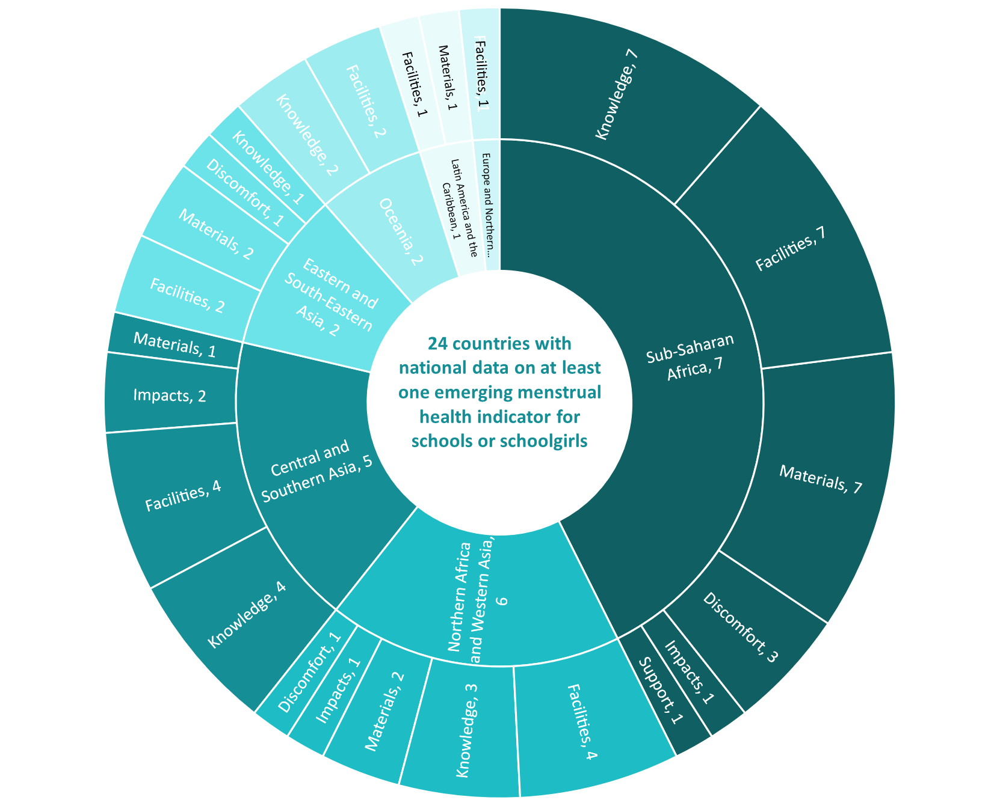 24 countries with
national data on at least
one emerging menstrual
health indicator for
schools or schoolgirls
Sub-Saharan
Africa, 7
Knowledge, 7
Facilities, 7
Materials, 7
Discomfort, 3
Impacts, 1
Support, 1
Northern Africa
and Western Asia,
6
Facilities, 4
Knowledge, 3
Materials, 2
Impacts, 1
Discomfort, 1
Central and
Southern Asia, 5
Knowledge, 4
Facilities, 4
Impacts, 2
Materials, 1
Eastern and
South-Eastern
Asia, 2
Facilities, 2
Materials, 2
Discomfort, 1
Knowledge, 1
Oceania, 2
Knowledge, 2
Facilities, 2
Latin America and the
Caribbean, 1
Facilities, 1
Materials, 1
Europe and Northern...
Facilities, 1